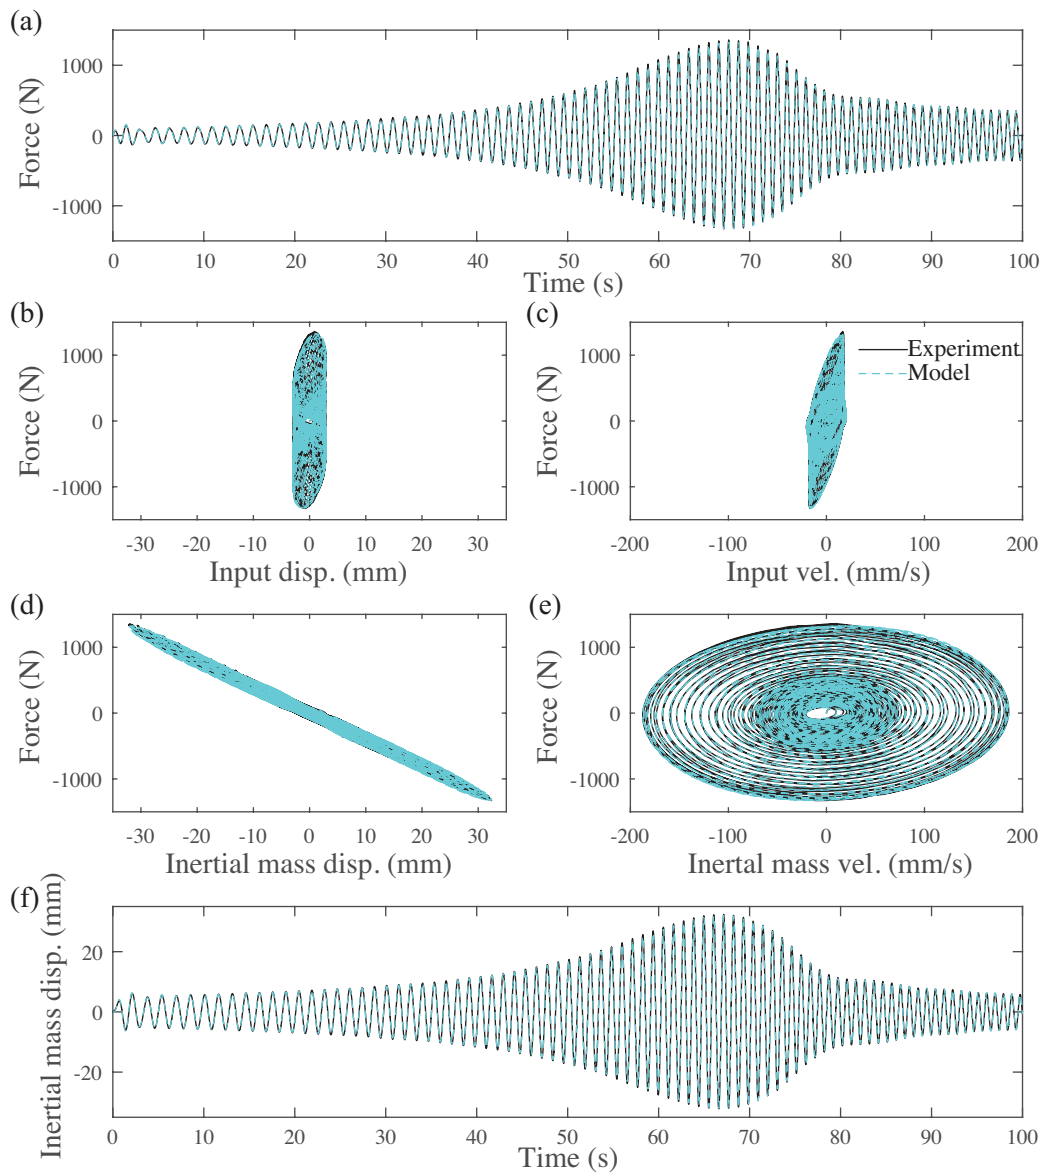 (a)
Force (N)
1000
0
-1000
0 10 20 30 40 50 60 70 80 90 100
Time (s)
(b)
Force (N)
1000
0
-1000
-30 -20 -10 0 10 20 30
Input disp. (mm)
(c)
Force (N)
1000
0
-1000
Experiment
Model
-200 -100 0 100 200
Input vel. (mm/s)
(d)
Force (N)
1000
0
-1000
-30 -20 -10 0 10 20 30
Inertial mass disp. (mm)
(e)
Force (N)
1000
0
-1000
-200 -100 0 100 200
Inertal mass vel. (mm/s)
(f)
Inertial mass disp. (mm)
20
0
-20
0 10 20 30 40 50 60 70 80 90 100
Time (s)